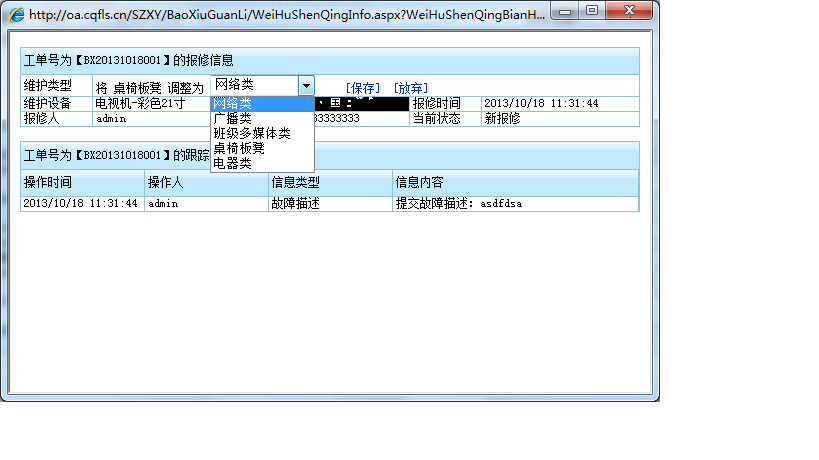 http://oa.cqfls.cn/SZXY/BaoXiuGuanLi/WeiHuShenQingInfo.aspx?WeiHuShenQingBianH...
工单号为【BX20131018001】的报修信息
维护类型 将 桌椅板凳 调整为 网络类 [保存] [放弃]
维护设备 电视机-彩色21寸 报修时间 2013/10/18 11:31:44
报修人 admin 33333333 当前状态 新报修
网络类
广播类
班级多媒体类
桌椅板凳
电器类
工单号为【BX20131018001】的跟踪
操作时间 操作人 信息类型 信息内容
2013/10/18 11:31:44 admin 故障描述 提交故障描述: asdfdsa